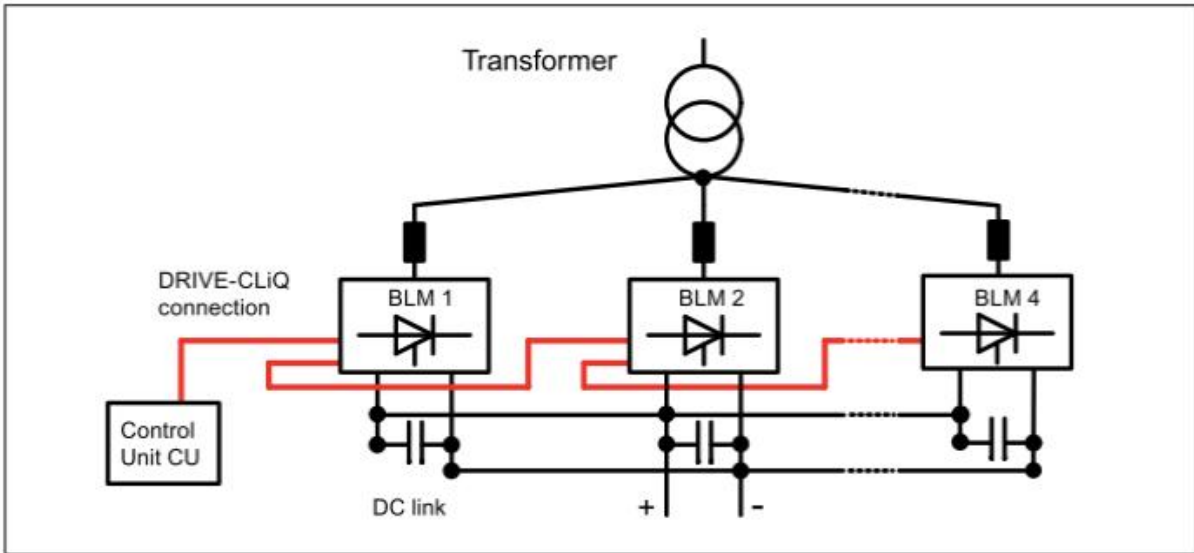 Transformer
DRIVE-CLiQ
connection
BLM 1
BLM 2
BLM 4
Control
Unit CU
DC link
+
-